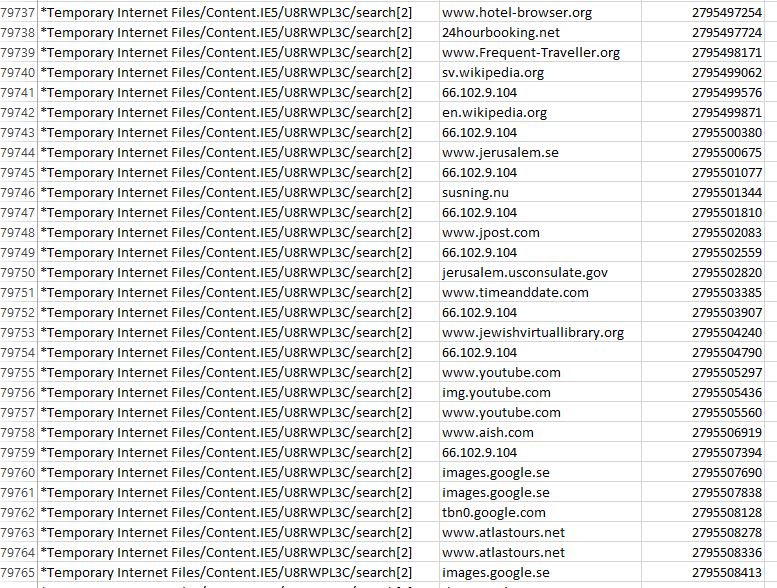 79737 *Temporary Internet Files/Content.IE5/U8RWPL3C/search[2] www.hotel-browser.org 2795497254
79738 *Temporary Internet Files/Content.IE5/U8RWPL3C/search[2] 24hourbooking.net 2795497724
79739 *Temporary Internet Files/Content.IE5/U8RWPL3C/search[2] www.Frequent-Traveller.org 2795498171
79740 *Temporary Internet Files/Content.IE5/U8RWPL3C/search[2] sv.wikipedia.org 2795499062
79741 *Temporary Internet Files/Content.IE5/U8RWPL3C/search[2] 66.102.9.104 2795499576
79742 *Temporary Internet Files/Content.IE5/U8RWPL3C/search[2] en.wikipedia.org 2795499871
79743 *Temporary Internet Files/Content.IE5/U8RWPL3C/search[2] 66.102.9.104 2795500380
79744 *Temporary Internet Files/Content.IE5/U8RWPL3C/search[2] www.jerusalem.se 2795500675
79745 *Temporary Internet Files/Content.IE5/U8RWPL3C/search[2] 66.102.9.104 2795501077
79746 *Temporary Internet Files/Content.IE5/U8RWPL3C/search[2] susning.nu 2795501344
79747 *Temporary Internet Files/Content.IE5/U8RWPL3C/search[2] 66.102.9.104 2795501810
79748 *Temporary Internet Files/Content.IE5/U8RWPL3C/search[2] www.jpost.com 2795502083
79749 *Temporary Internet Files/Content.IE5/U8RWPL3C/search[2] 66.102.9.104 2795502559
79750 *Temporary Internet Files/Content.IE5/U8RWPL3C/search[2] jerusalem.usconsulate.gov 2795502820
79751 *Temporary Internet Files/Content.IE5/U8RWPL3C/search[2] www.timeanddate.com 2795503385
79752 *Temporary Internet Files/Content.IE5/U8RWPL3C/search[2] 66.102.9.104 2795503907
79753 *Temporary Internet Files/Content.IE5/U8RWPL3C/search[2] www.jewishvirtuallibrary.org 2795504240
79754 *Temporary Internet Files/Content.IE5/U8RWPL3C/search[2] 66.102.9.104 2795504790
79755 *Temporary Internet Files/Content.IE5/U8RWPL3C/search[2] www.youtube.com 2795505297
79756 *Temporary Internet Files/Content.IE5/U8RWPL3C/search[2] img.youtube.com 2795505436
79757 *Temporary Internet Files/Content.IE5/U8RWPL3C/search[2] www.youtube.com 2795505560
79758 *Temporary Internet Files/Content.IE5/U8RWPL3C/search[2] www.aish.com 2795506919
79759 *Temporary Internet Files/Content.IE5/U8RWPL3C/search[2] 66.102.9.104 2795507394
79760 *Temporary Internet Files/Content.IE5/U8RWPL3C/search[2] images.google.se 2795507690
79761 *Temporary Internet Files/Content.IE5/U8RWPL3C/search[2] images.google.se 2795507838
79762 *Temporary Internet Files/Content.IE5/U8RWPL3C/search[2] tbn0.google.com 2795508128
79763 *Temporary Internet Files/Content.IE5/U8RWPL3C/search[2] www.atlastours.net 2795508278
79764 *Temporary Internet Files/Content.IE5/U8RWPL3C/search[2] www.atlastours.net 2795508336
79765 *Temporary Internet Files/Content.IE5/U8RWPL3C/search[2] images.google.se 2795508413